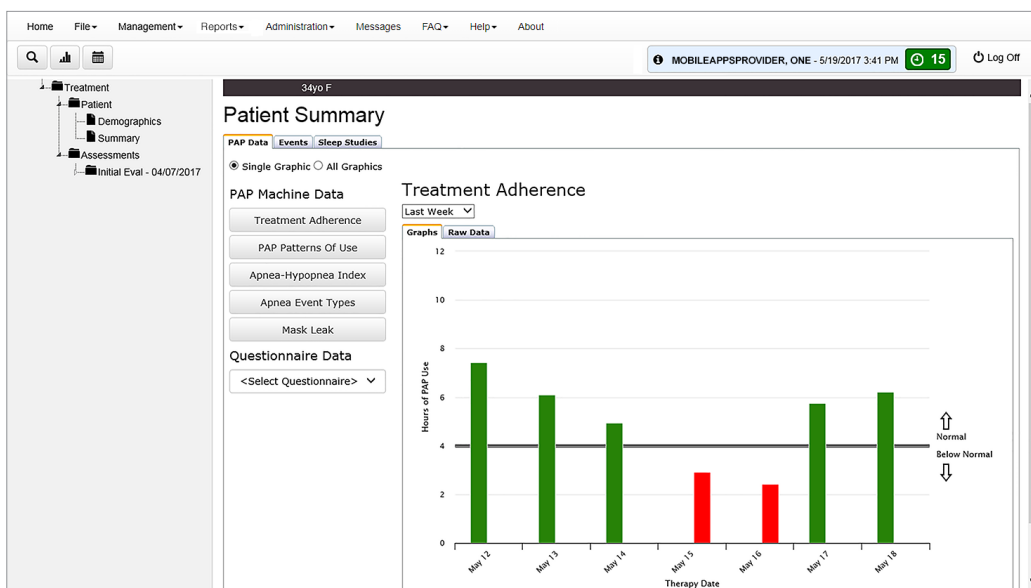 Home File Management Reports Administration Messages FAQ Help About
MOBILEAPPSPROVIDER, ONE - 5/19/2017 3:41 PM 15 Log Off
Treatment
Patient
Demographics
Summary
Assessments
Initial Eval - 04/07/2017
34yo F
Patient Summary
PAP Data Events Sleep Studies
Single Graphic All Graphics
PAP Machine Data
Treatment Adherence
PAP Patterns Of Use
Apnea-Hypopnea Index
Apnea Event Types
Mask Leak
Questionnaire Data
<Select Questionnaire>
Treatment Adherence
Last Week
Graphs Raw Data
12
10
8
6
4
2
0
Hours of PAP Use
Normal
Below Normal
May 12 May 13 May 14 May 15 May 16 May 17 May 18
Therapy Date